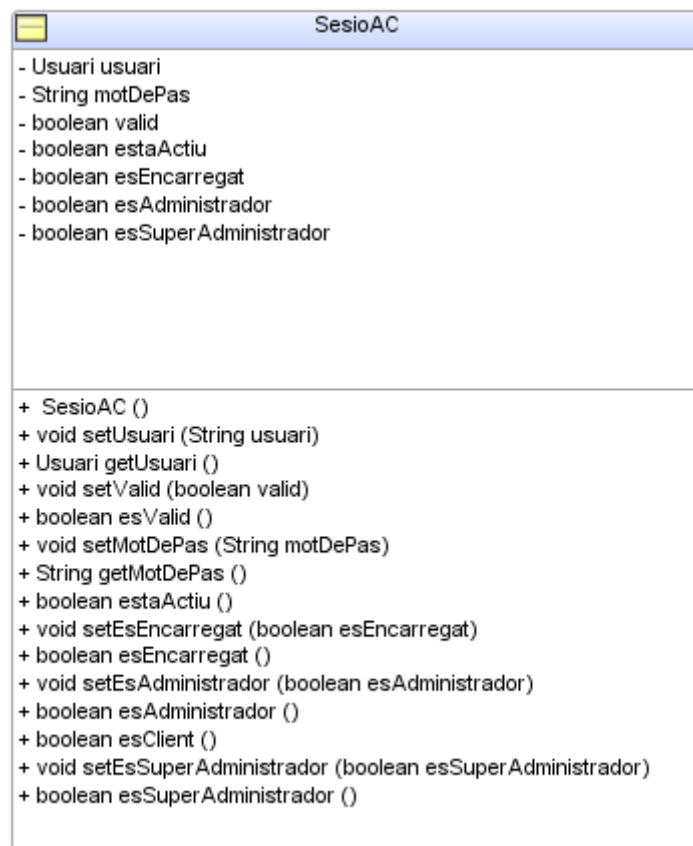 SesioAC
- Usuari usuari
- String motDePas
- boolean valid
- boolean estaActiu
- boolean esEncarregat
- boolean esAdministrador
- boolean esSuperAdministrador
+ SesioAC ()
+ void setUsuari (String usuari)
+ Usuari getUsuari ()
+ void setValid (boolean valid)
+ boolean esValid ()
+ void setMotDePas (String motDePas)
+ String getMotDePas ()
+ boolean estaActiu ()
+ void setEsEncarregat (boolean esEncarregat)
+ boolean esEncarregat ()
+ void setEsAdministrador (boolean esAdministrador)
+ boolean esAdministrador ()
+ boolean esClient ()
+ void setEsSuperAdministrador (boolean esSuperAdministrador)
+ boolean esSuperAdministrador ()